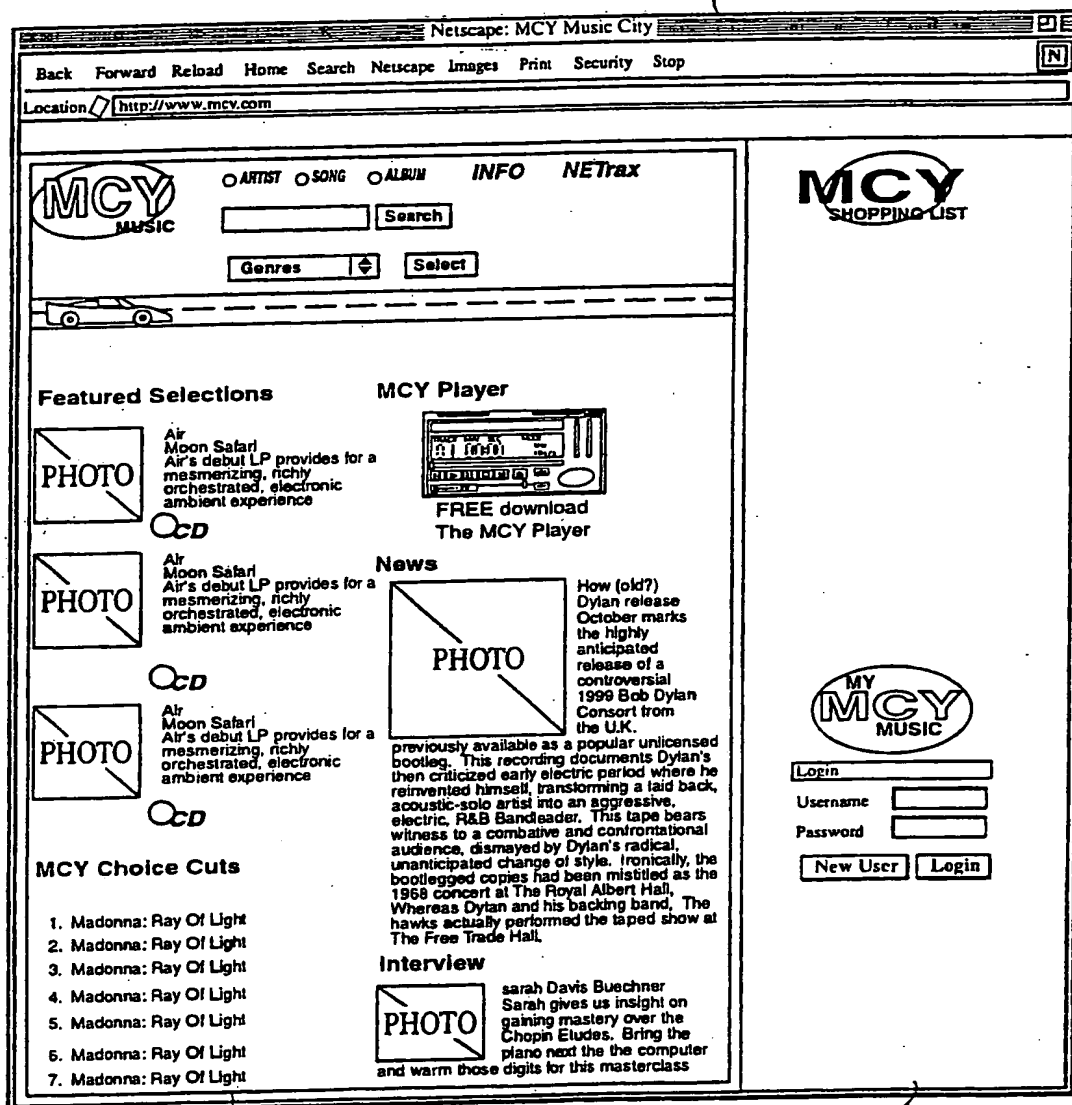 Netscape: MCY Music City
Back Forward Reload Home Search Netscape Images Print Security Stop
N
Location http://www.mcy.com
MCY
MUSIC
ARTIST SONG ALBUM INFO NETrax
Search
Genres Select
MCY
SHOPPING LIST
Featured Selections
PHOTO
Air
Moon Safari
Air's debut LP provides for a
mesmerizing, richly
orchestrated, electronic
ambient experience
CD
PHOTO
Air
Moon Safari
Air's debut LP provides for a
mesmerizing, richly
orchestrated, electronic
ambient experience
CD
PHOTO
Air
Moon Safari
Air's debut LP provides for a
mesmerizing, richly
orchestrated, electronic
ambient experience
CD
MCY Choice Cuts
1. Madonna: Ray Of Light
2. Madonna: Ray Of Light
3. Madonna: Ray Of Light
4. Madonna: Ray Of Light
5. Madonna: Ray Of Light
6. Madonna: Ray Of Light
7. Madonna: Ray Of Light
MCY Player
FREE download
The MCY Player
News
PHOTO
How (old?)
Dylan release
October marks
the highly
anticipated
release of a
controversial
1999 Bob Dylan
Consort from
the U.K.
previously available as a popular unlicensed
bootleg. This recording documents Dylan's
then criticized early electric period where he
reinvented himself, transforming a laid back,
acoustic-solo artist into an aggressive,
electric, R&B Bandleader. This tape bears
witness to a combative and confrontational
audience, dismayed by Dylan's radical,
unanticipated change of style. Ironically, the
bootlegged copies had been mistitled as the
1968 concert at The Royal Albert Hall,
Whereas Dylan and his backing band, The
hawks actually performed the taped show at
The Free Trade Hall.
Interview
PHOTO
sarah Davis Buechner
Sarah gives us insight on
gaining mastery over the
Chopin Etudes. Bring the
piano next the the computer
and warm those digits for this masterclass
MY
MCY
MUSIC
Login
Username
Password
New User Login